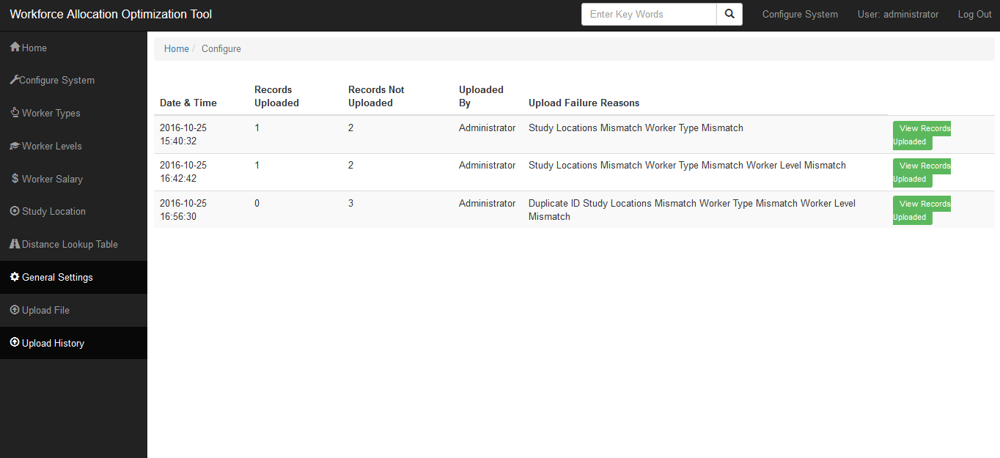 Workforce Allocation Optimization Tool
Enter Key Words
Configure System
User: administrator
Log Out
Home
Configure System
Worker Types
Worker Levels
$ Worker Salary
Study Location
Distance Lookup Table
General Settings
Upload File
Upload History
Home / Configure
Date & Time
Records
Uploaded
Records Not
Uploaded
Uploaded
By
Upload Failure Reasons
2016-10-25
15:40:32
1
2
Administrator
Study Locations Mismatch Worker Type Mismatch
View Records
Uploaded
2016-10-25
16:42:42
1
2
Administrator
Study Locations Mismatch Worker Type Mismatch Worker Level Mismatch
View Records
Uploaded
2016-10-25
16:56:30
0
3
Administrator
Duplicate ID Study Locations Mismatch Worker Type Mismatch Worker Level
Mismatch
View Records
Uploaded